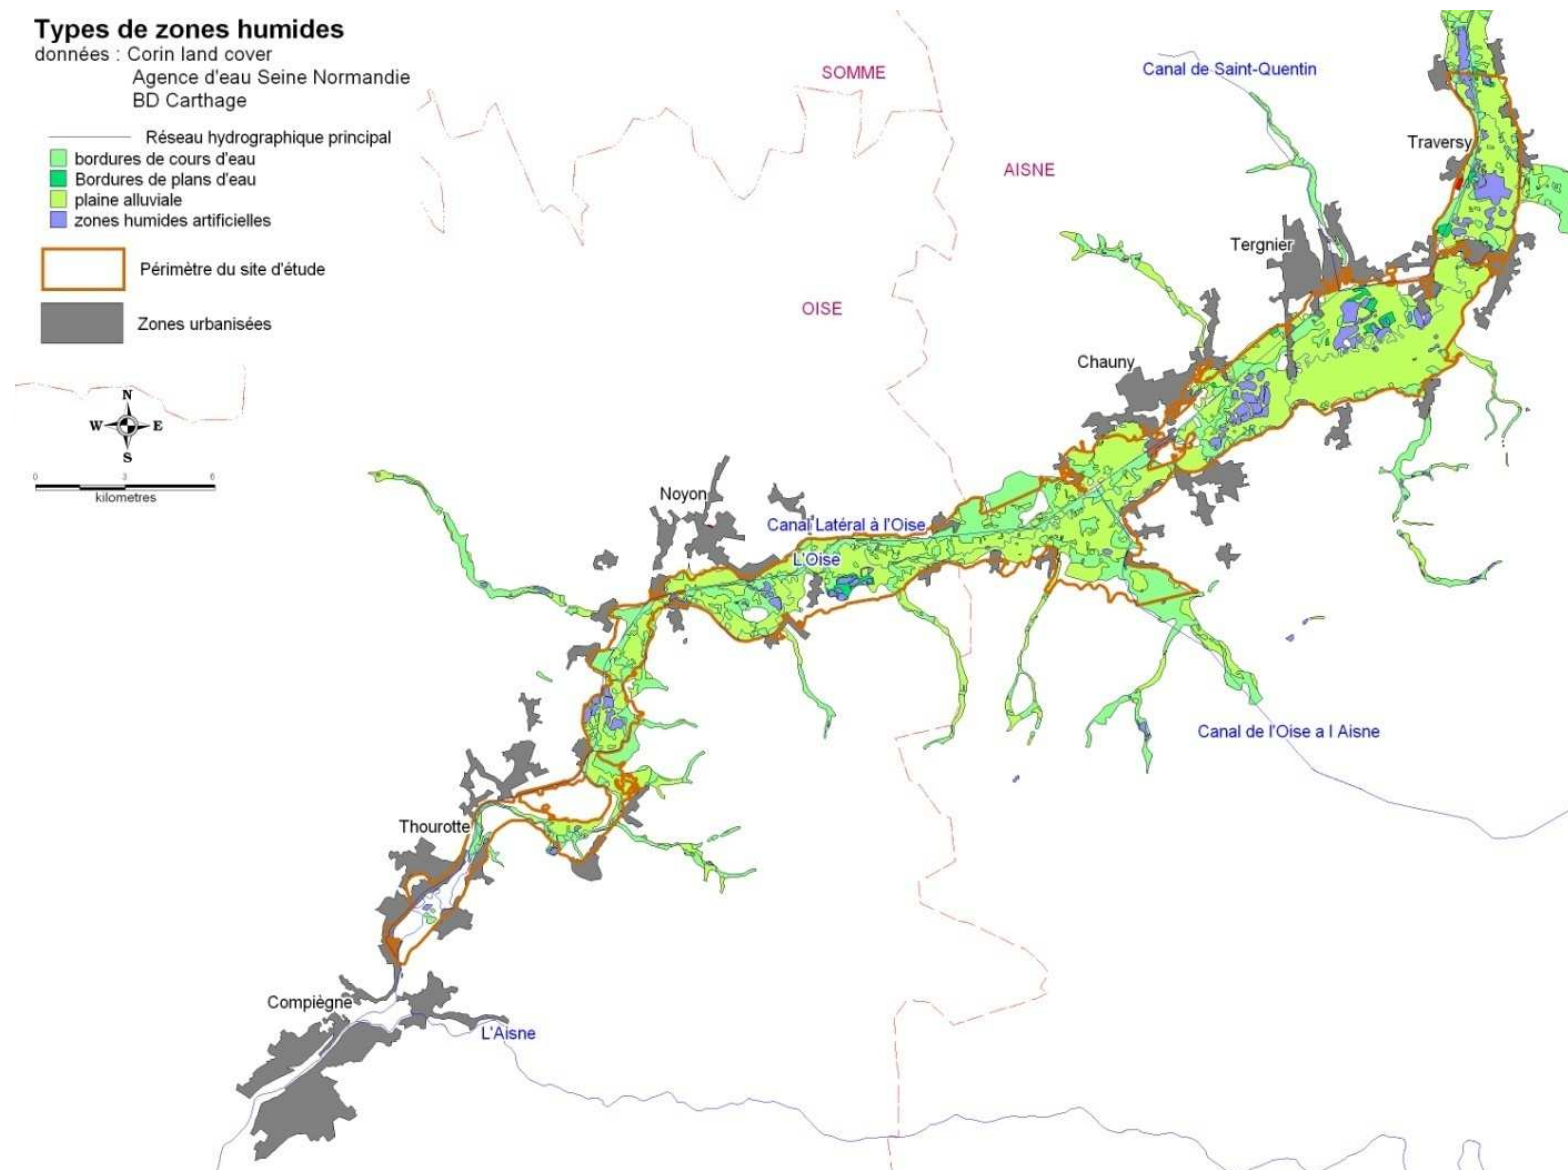 Types de zones humides
données : Corin land cover
Agence d'eau Seine Normandie
BD Carthage
Réseau hydrographique principal
bordures de cours d'eau
Bordures de plans d'eau
plaine alluviale
zones humides artificielles
Périmètre du site d'étude
Zones urbanisées
N
W E
S
0 3 6
kilometres
SOMME
AISNE
OISE
Canal de Saint-Quentin
Traversy
Tergnier
Chauny
Noyon
Canal Latéral à l'Oise
L'Oise
Canal de l'Oise a l Aisne
Thourotte
Compiègne
L'Aisne